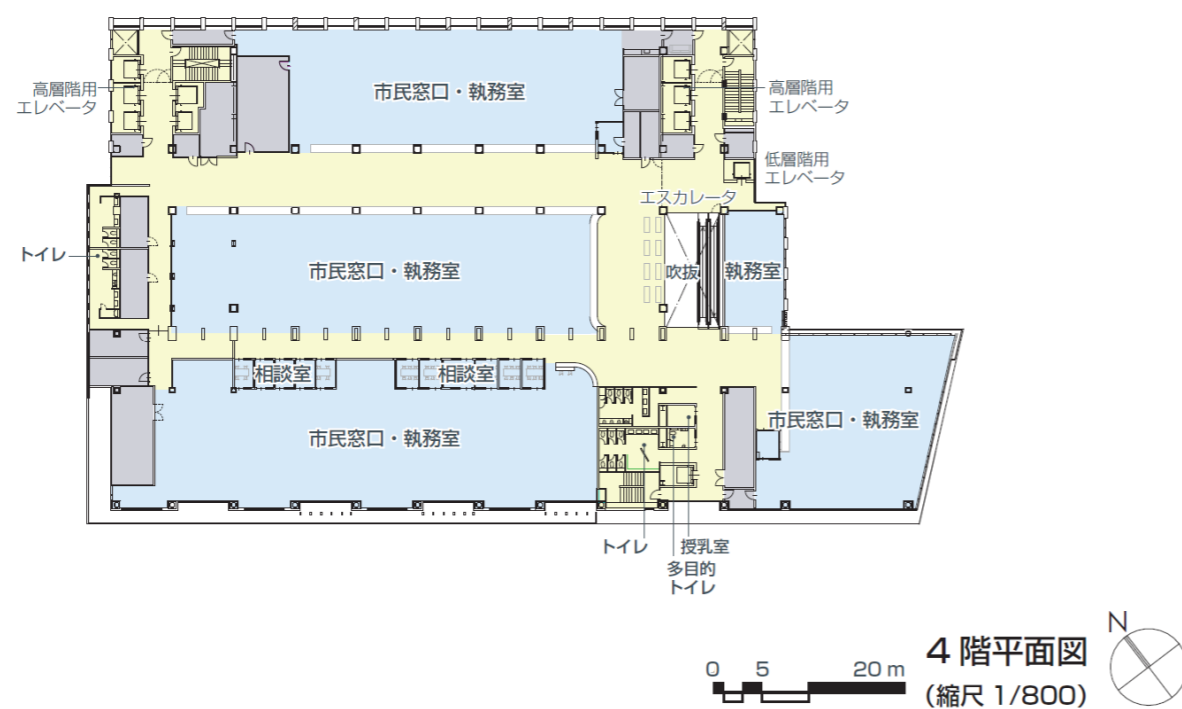 市民窓口・執務室
高層階用
エレベータ
高層階用
エレベータ
低層階用
エレベータ
エスカレータ
トイレ
市民窓口・執務室
吹抜
執務室
相談室
相談室
市民窓口・執務室
市民窓口・執務室
トイレ
授乳室
多目的
トイレ
N
4階平面図
(縮尺 1/800)
0 5 20 m